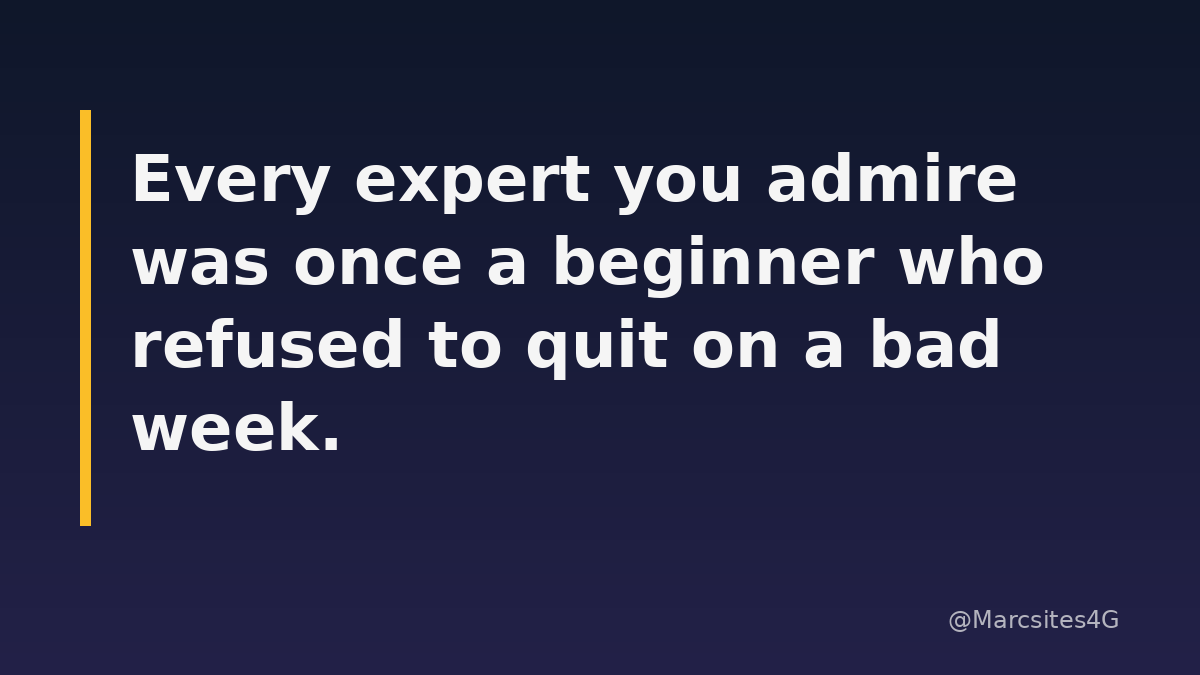 Every expert you admire
was once a beginner who
refused to quit on a bad
week.
@Marcsites4G